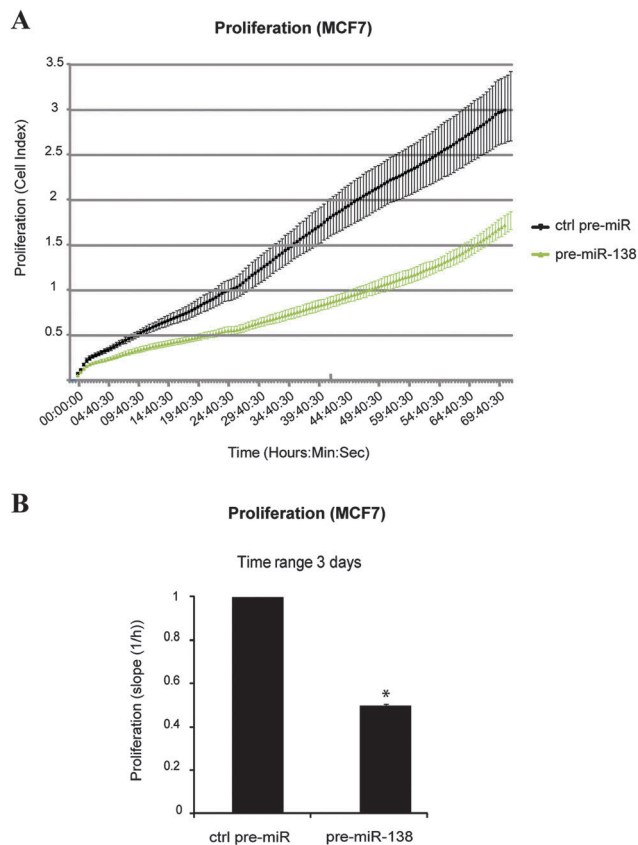 A
Proliferation (MCF7)
3.5
3
2.5
2
1.5
1
0.5
0
Proliferation (Cell Index)
ctrl pre-miR
pre-miR-138
00:00:00
04:40:30
09:40:30
14:40:30
19:40:30
24:40:30
29:40:30
34:40:30
39:40:30
44:40:30
49:40:30
54:40:30
59:40:30
64:40:30
69:40:30
Time (Hours:Min:Sec)
B
Proliferation (MCF7)
Time range 3 days
1
0.8
0.6
0.4
0.2
0
Proliferation (slope (1/h))
*
ctrl pre-miR
pre-miR-138